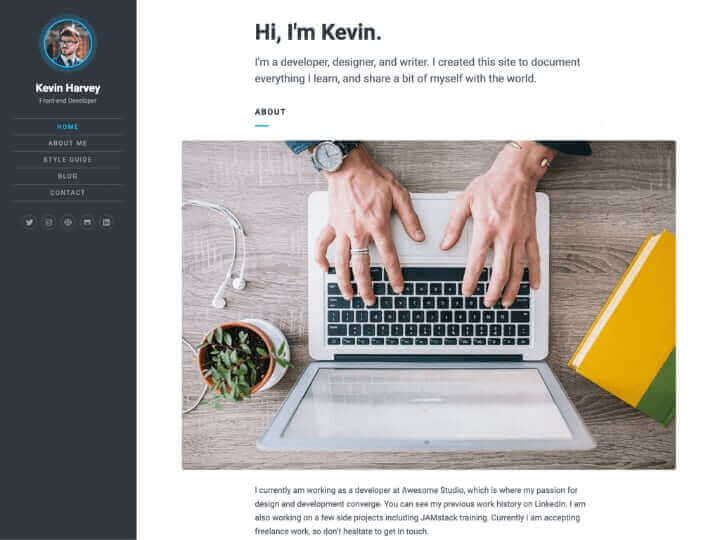 Kevin Harvey
Front-end Developer
HOME
ABOUT ME
STYLE GUIDE
BLOG
CONTACT
Hi, I'm Kevin.
I'm a developer, designer, and writer. I created this site to document
everything I learn, and share a bit of myself with the world.
ABOUT
I currently am working as a developer at Awesome Studio, which is where my passion for
design and development converge. You can see my previous work history on LinkedIn. I am
also working on a few side projects including JAMstack training. Currently I am accepting
freelance work, so don't hesitate to get in touch.